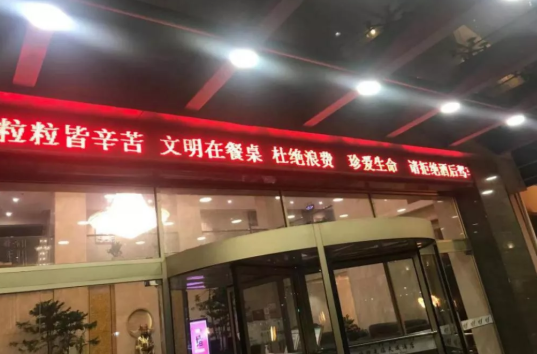 粒粒皆辛苦 文明在餐桌 杜绝浪费 珍爱生命 请拒绝酒后驾